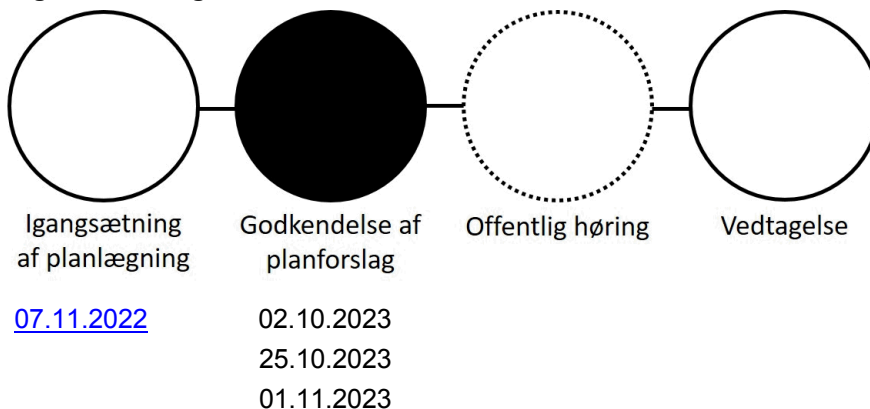 Igangsætning
af planlægning
Godkendelse af
planforslag
Offentlig høring
Vedtagelse
07.11.2022
02.10.2023
25.10.2023
01.11.2023